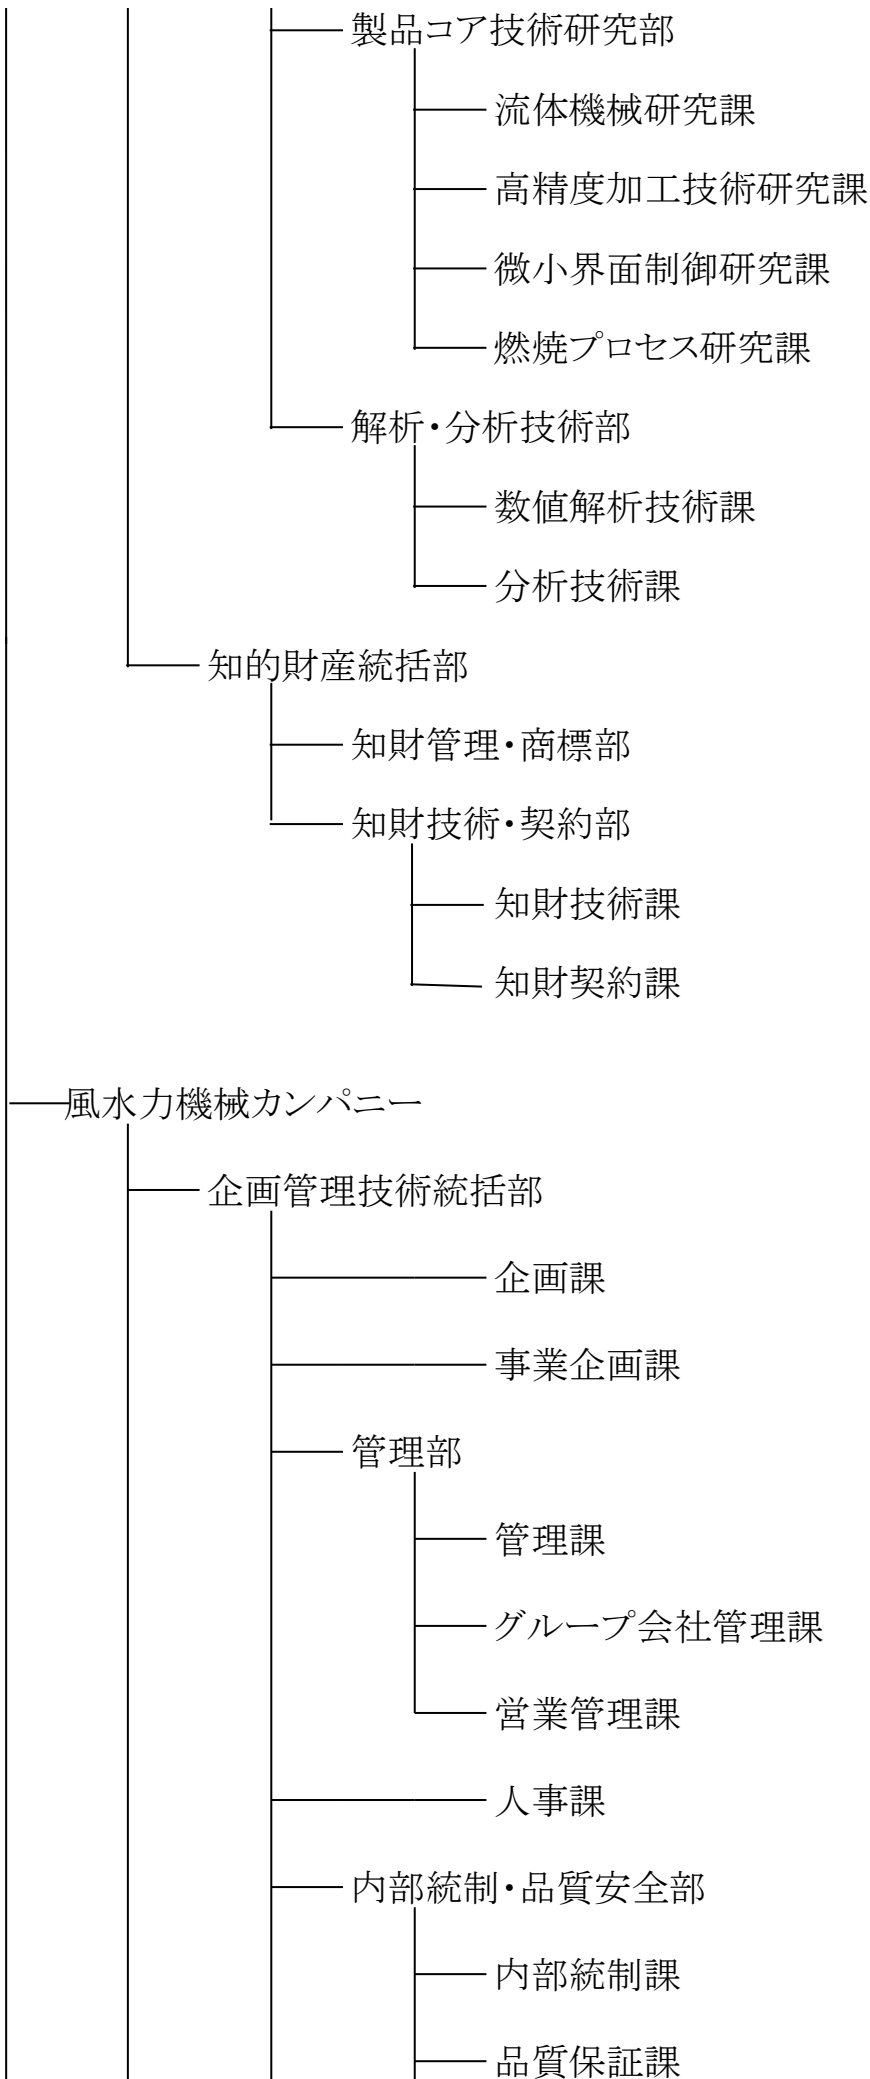 製品コア技術研究部
流体機械研究課
高精度加工技術研究課
微小界面制御研究課
燃焼プロセス研究課
解析・分析技術部
数値解析技術課
分析技術課
知的財産統括部
知財管理・商標部
知財技術・契約部
知財技術課
知財契約課
風水力機械カンパニー
企画管理技術統括部
企画課
事業企画課
管理部
管理課
グループ会社管理課
営業管理課
人事課
内部統制・品質安全部
内部統制課
品質保証課